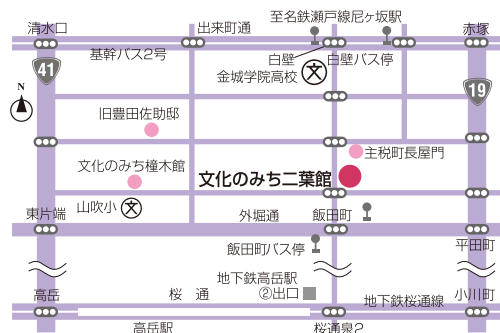 至名鉄瀬戸線尼ヶ坂駅
清水口
出来町通
赤塚
基幹バス2号
白壁
白壁バス停
金城学院高校
文
41
19
N
旧豊田佐助邸
主税町長屋門
文化のみち橦木館
文化のみち二葉館
山吹小
文
東片端
外堀通
飯田町
平田町
飯田町バス停
地下鉄高岳駅
②出口
高岳
桜通
地下鉄桜通線
小川町
高岳駅
桜通泉2